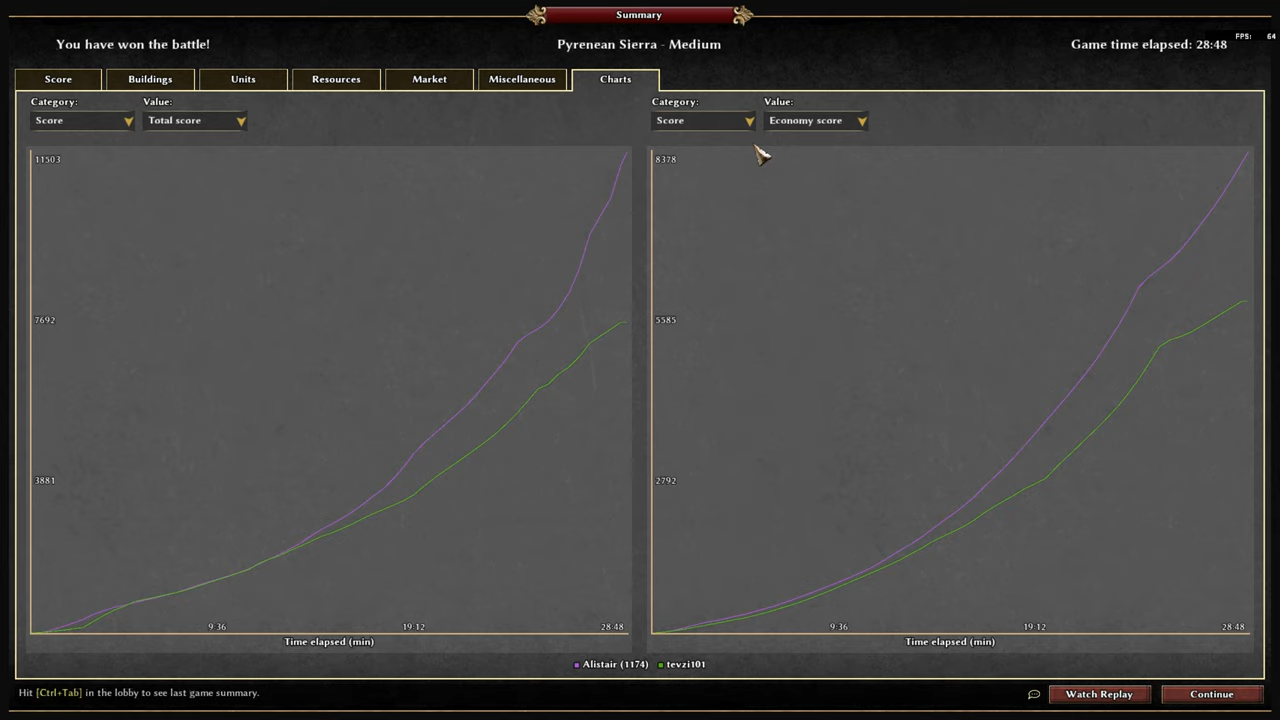 Summary
FPS: 64
You have won the battle!
Pyrenean Sierra - Medium
Game time elapsed: 28:48
Score
Buildings
Units
Resources
Market
Miscellaneous
Charts
Category:
Value:
Score
Total score
Category:
Value:
Score
Economy score
11503
7692
3881
9:36
19:12
28:48
Time elapsed (min)
8378
5585
2792
9:36
19:12
28:48
Time elapsed (min)
Alistair (1174)
tevzi101
Hit [Ctrl+Tab] in the lobby to see last game summary.
Watch Replay
Continue